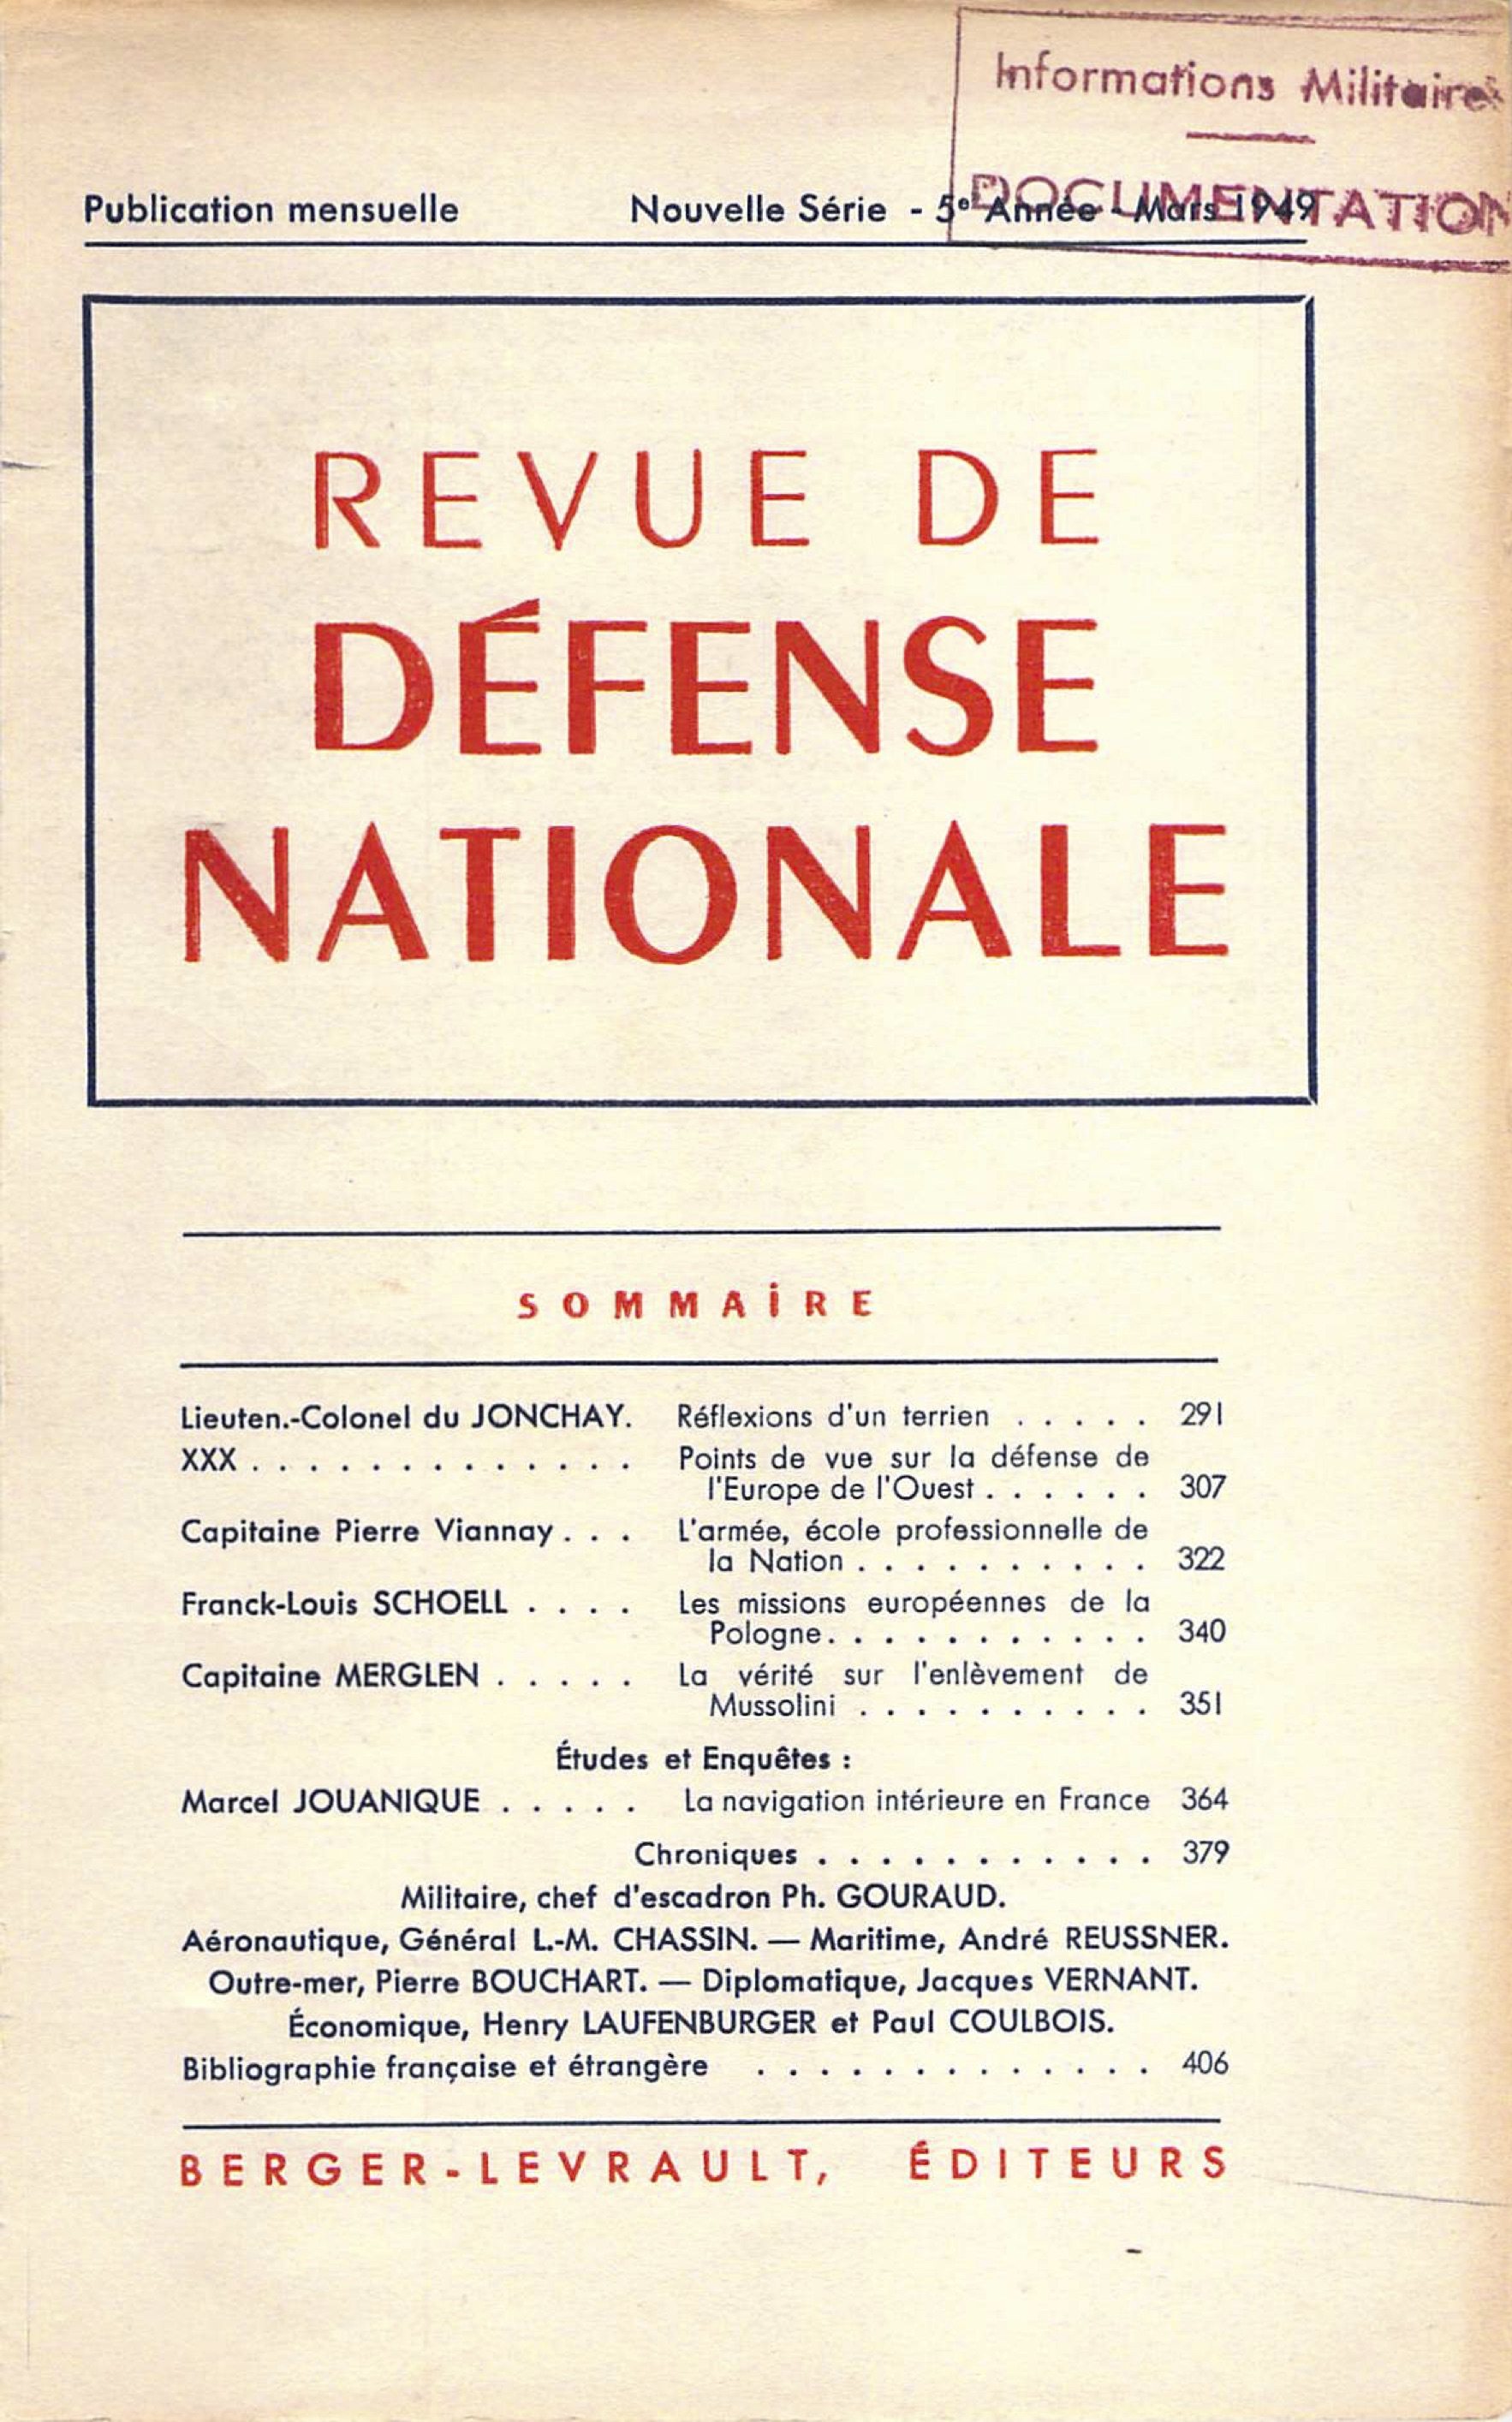 Informations Militaires
DOCUMENTATION
Publication mensuelle Nouvelle Série - 5e Année - Mars 1949
REVUE DE
DÉFENSE
NATIONALE
SOMMAiRE
Lieuten.-Colonel du JONCHAY. Réflexions d'un terrien . . . . . 291
XXX . . . . . . . . . . . . . Points de vue sur la défense de
l'Europe de l'Ouest . . . . . . 307
Capitaine Pierre Viannay . . . L'armée, école professionnelle de
la Nation . . . . . . . . . . 322
Franck-Louis SCHOELL . . . . Les missions européennes de la
Pologne. . . . . . . . . . . . 340
Capitaine MERGLEN . . . . . La vérité sur l'enlèvement de
Mussolini . . . . . . . . . . 351
Études et Enquêtes :
Marcel JOUANIQUE . . . . . La navigation intérieure en France 364
Chroniques . . . . . . . . . . . . 379
Militaire, chef d'escadron Ph. GOURAUD.
Aéronautique, Général L.-M. CHASSIN. — Maritime, André REUSSNER.
Outre-mer, Pierre BOUCHART. — Diplomatique, Jacques VERNANT.
Économique, Henry LAUFENBURGER et Paul COULBOIS.
Bibliographie française et étrangère . . . . . . . . . . . . . . 406
BERGER-LEVRAULT, ÉDITEURS